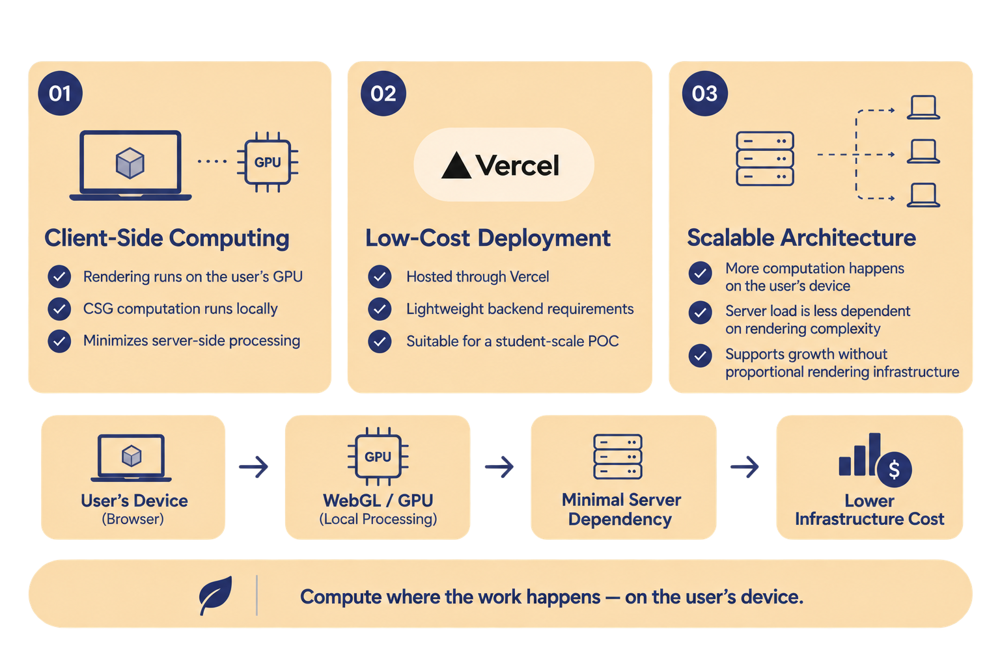 01
GPU
Client-Side Computing
Rendering runs on the user's GPU
CSG computation runs locally
Minimizes server-side processing
02
Vercel
Low-Cost Deployment
Hosted through Vercel
Lightweight backend requirements
Suitable for a student-scale POC
03
Scalable Architecture
More computation happens
on the user's device
Server load is less dependent
on rendering complexity
Supports growth without
proportional rendering infrastructure
User's Device
(Browser)
GPU
WebGL / GPU
(Local Processing)
Minimal Server
Dependency
$
Lower
Infrastructure Cost
Compute where the work happens — on the user's device.